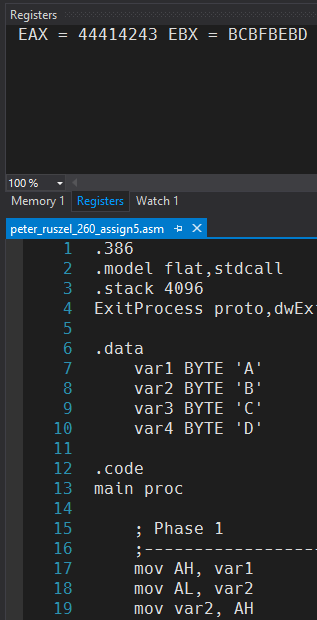 Registers
EAX = 44414243 EBX = BCBFBEBD
100 %
Memory 1 Registers Watch 1
peter_ruszel_260_assign5.asm
1 .386
2 .model flat,stdcall
3 .stack 4096
4 ExitProcess proto,dwEx
5
6 .data
7 var1 BYTE 'A'
8 var2 BYTE 'B'
9 var3 BYTE 'C'
10 var4 BYTE 'D'
11
12 .code
13 main proc
14
15 ; Phase 1
16 ;--------------------
17 mov AH, var1
18 mov AL, var2
19 mov var2, AH